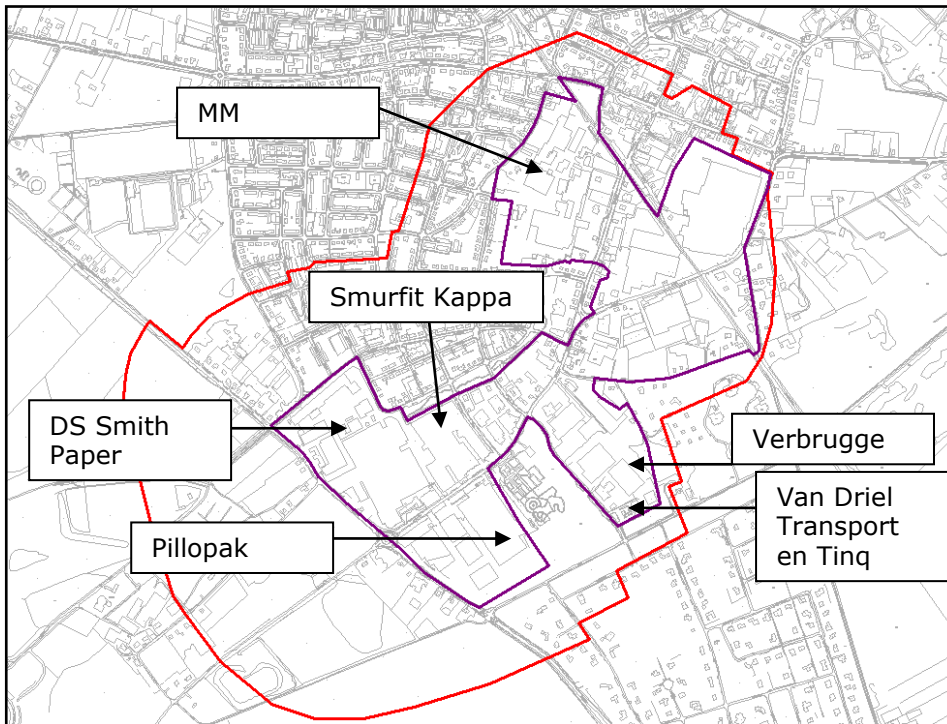 MM
Smurfit Kappa
DS Smith
Paper
Verbrugge
Van Driel
Transport
en Tinq
Pillopak